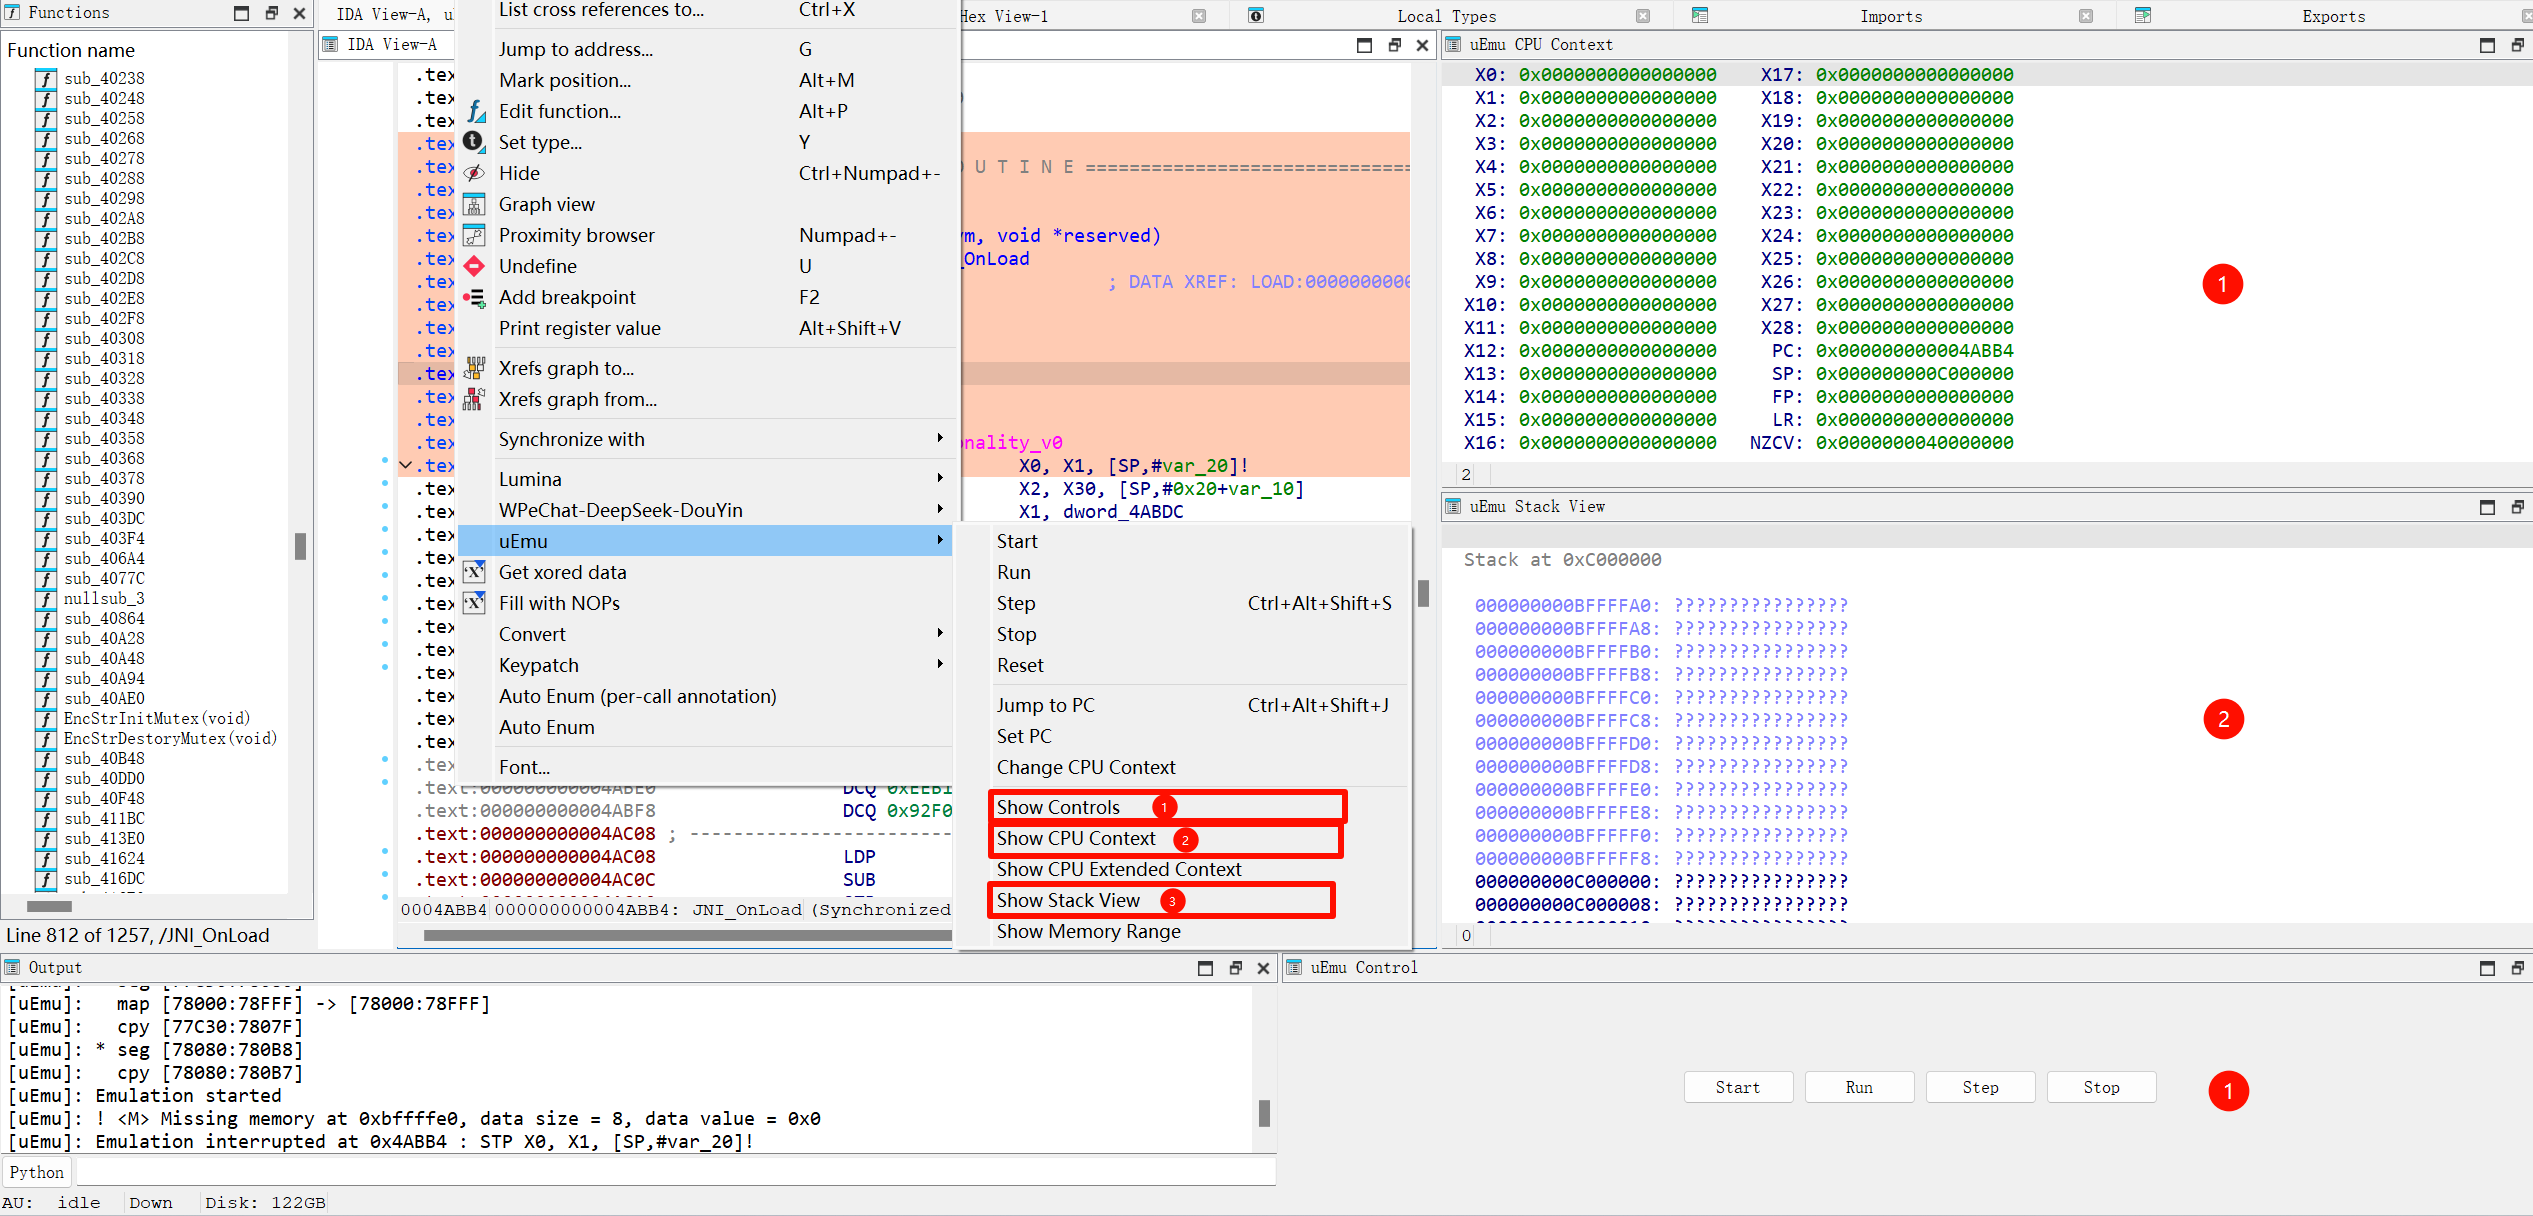 Functions
Function name
sub_40238
sub_40248
sub_40258
sub_40268
sub_40278
sub_40288
sub_40298
sub_402A8
sub_402B8
sub_402C8
sub_402D8
sub_402E8
sub_402F8
sub_40308
sub_40318
sub_40328
sub_40338
sub_40348
sub_40358
sub_40368
sub_40378
sub_40390
sub_403DC
sub_403F4
sub_406A4
sub_4077C
nullsub_3
sub_40864
sub_40A28
sub_40A48
sub_40A94
sub_40AE0
EncStrInitMutex(void)
EncStrDestoryMutex(void)
sub_40B48
sub_40DD0
sub_40F48
sub_411BC
sub_413E0
sub_41624
sub_416DC
Line 812 of 1257, /JNI_OnLoad
IDA View-A, u
Hex View-1
Local Types
Imports
Exports
IDA View-A
List cross references to... Ctrl+X
Jump to address... G
Mark position... Alt+M
Edit function... Alt+P
Set type... Y
Hide Ctrl+Numpad+-
Graph view
Proximity browser Numpad+-
Undefine U
Add breakpoint F2
Print register value Alt+Shift+V
Xrefs graph to...
Xrefs graph from...
Synchronize with
Lumina
WPeChat-DeepSeek-DouYin
uEmu
Get xored data
Fill with NOPs
Convert
Keypatch
Auto Enum (per-call annotation)
Auto Enum
Font...
O U T I N E ==============================
vm, void *reserved)
_OnLoad
; DATA XREF: LOAD:0000000000
onality_v0
X0, X1, [SP,#var_20]!
X2, X30, [SP,#0x20+var_10]
X1, dword_4ABDC
.text:000000000004ABE0 DCQ 0xEEB1
.text:000000000004ABF8 DCQ 0x92F0
.text:000000000004AC08 ; ------------------------
.text:000000000004AC08 LDP
.text:000000000004AC0C SUB
0004ABB4 000000000004ABB4: JNI_OnLoad (Synchronized
Start
Run
Step Ctrl+Alt+Shift+S
Stop
Reset
Jump to PC Ctrl+Alt+Shift+J
Set PC
Change CPU Context
Show Controls 1
Show CPU Context 2
Show CPU Extended Context
Show Stack View 3
Show Memory Range
uEmu CPU Context
X0: 0x0000000000000000 X17: 0x0000000000000000
X1: 0x0000000000000000 X18: 0x0000000000000000
X2: 0x0000000000000000 X19: 0x0000000000000000
X3: 0x0000000000000000 X20: 0x0000000000000000
X4: 0x0000000000000000 X21: 0x0000000000000000
X5: 0x0000000000000000 X22: 0x0000000000000000
X6: 0x0000000000000000 X23: 0x0000000000000000
X7: 0x0000000000000000 X24: 0x0000000000000000
X8: 0x0000000000000000 X25: 0x0000000000000000
X9: 0x0000000000000000 X26: 0x0000000000000000
X10: 0x0000000000000000 X27: 0x0000000000000000
X11: 0x0000000000000000 X28: 0x0000000000000000
X12: 0x0000000000000000 PC: 0x000000000004ABB4
X13: 0x0000000000000000 SP: 0x000000000C000000
X14: 0x0000000000000000 FP: 0x0000000000000000
X15: 0x0000000000000000 LR: 0x0000000000000000
X16: 0x0000000000000000 NZCV: 0x0000000040000000
1
2
uEmu Stack View
Stack at 0xC000000
000000000BFFFFA0: ????????????????
000000000BFFFFA8: ????????????????
000000000BFFFFB0: ????????????????
000000000BFFFFB8: ????????????????
000000000BFFFFC0: ????????????????
000000000BFFFFC8: ????????????????
000000000BFFFFD0: ????????????????
000000000BFFFFD8: ????????????????
000000000BFFFFE0: ????????????????
000000000BFFFFE8: ????????????????
000000000BFFFFF0: ????????????????
000000000BFFFFF8: ????????????????
000000000C000000: ????????????????
000000000C000008: ????????????????
2
0
Output
[uEmu]: map [78000:78FFF] -> [78000:78FFF]
[uEmu]: cpy [77C30:7807F]
[uEmu]: * seg [78080:780B8]
[uEmu]: cpy [78080:780B7]
[uEmu]: Emulation started
[uEmu]: ! <M> Missing memory at 0xbffffe0, data size = 8, data value = 0x0
[uEmu]: Emulation interrupted at 0x4ABB4 : STP X0, X1, [SP,#var_20]!
Python
AU: idle Down Disk: 122GB
uEmu Control
Start Run Step Stop
1